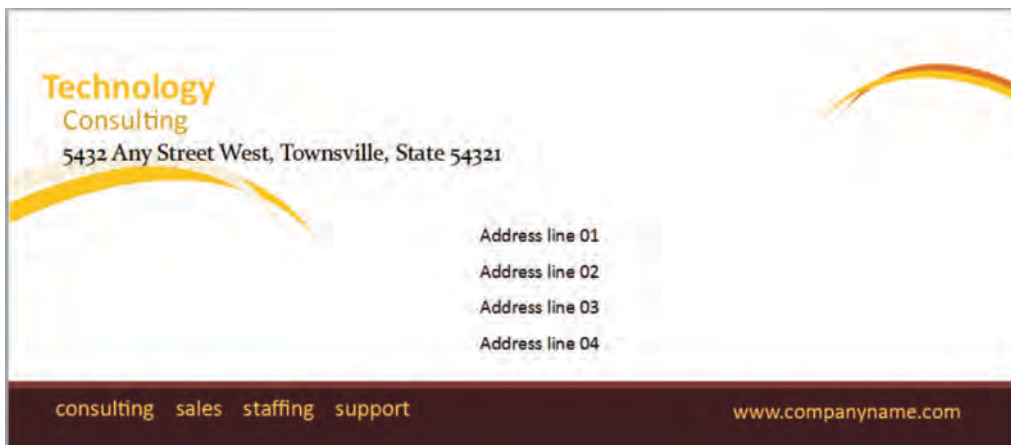 Technology
Consulting
5432 Any Street West, Townsville, State 54321
Address line 01
Address line 02
Address line 03
Address line 04
consulting sales staffing support
www.companyname.com